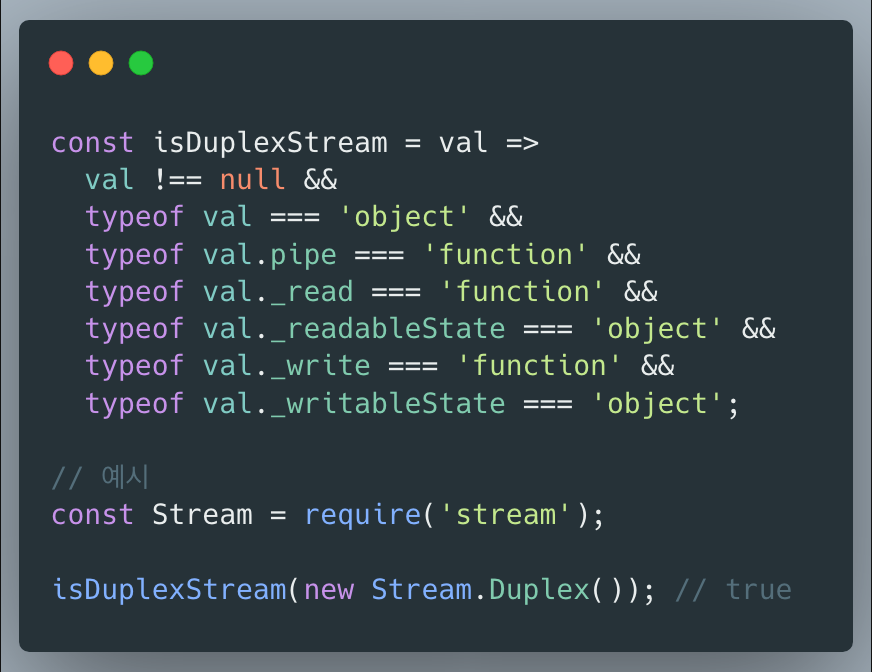 const isDuplexStream = val =>
  val !== null &&
  typeof val === 'object' &&
  typeof val.pipe === 'function' &&
  typeof val._read === 'function' &&
  typeof val._readableState === 'object' &&
  typeof val._write === 'function' &&
  typeof val._writableState === 'object';

// 예시
const Stream = require('stream');

isDuplexStream(new Stream.Duplex()); // true